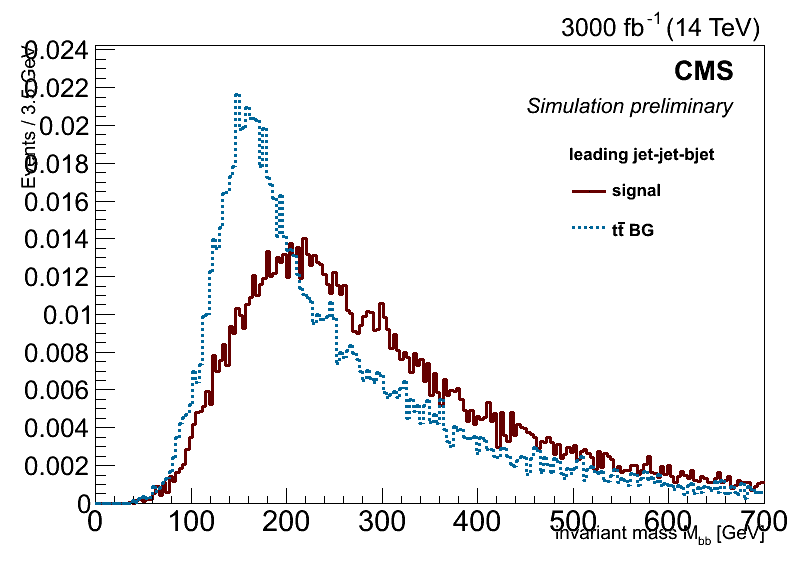 3000 fb-1 (14 TeV)
CMS
Simulation preliminary
leading jet-jet-bjet
signal
tt̄ BG
Events / 3.5 GeV
0.024
0.022
0.02
0.018
0.016
0.014
0.012
0.01
0.008
0.006
0.004
0.002
0
0 100 200 300 400 500 600 700
invariant mass Mbb [GeV]